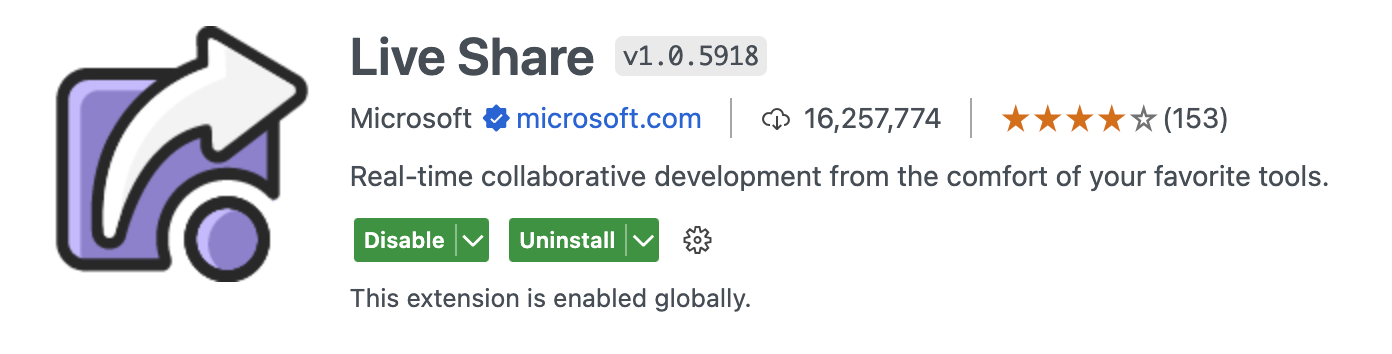 Live Share v1.0.5918
Microsoft microsoft.com 16,257,774 (153)
Real-time collaborative development from the comfort of your favorite tools.
Disable Uninstall
This extension is enabled globally.